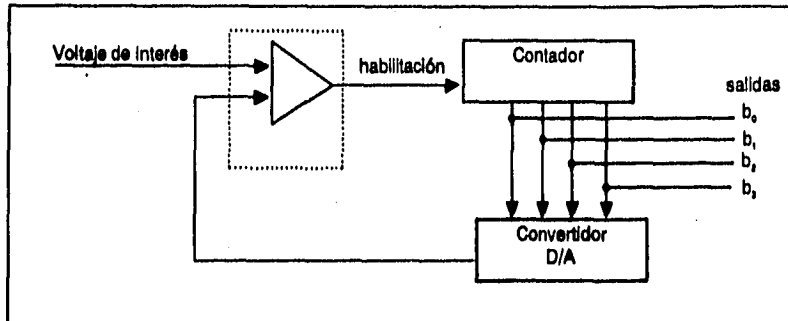 Voltaje de Interés
habilitación
Contador
salidas
b₀
b₁
b₂
b₃
Convertidor
D/A